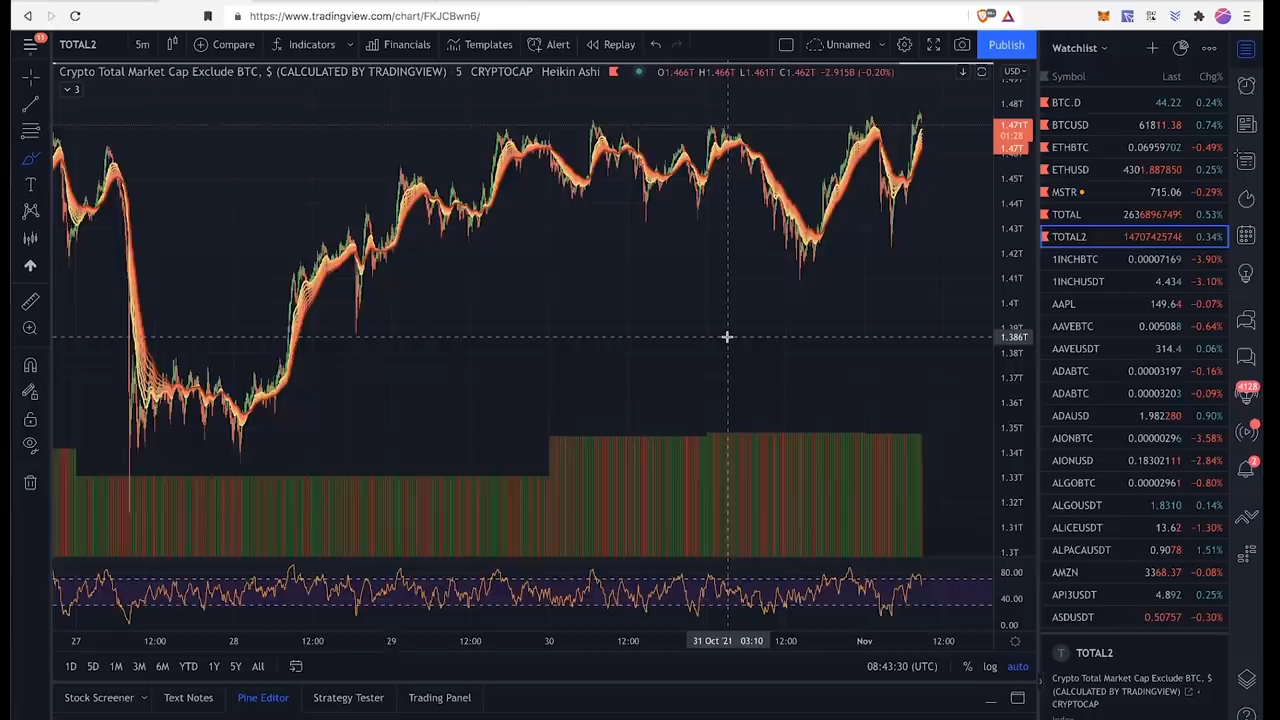 https://www.tradingview.com/chart/FKJCBwn6/
11
TOTAL2 5m Compare Indicators Financials Templates Alert Replay Unnamed Publish
Crypto Total Market Cap Exclude BTC, $ (CALCULATED BY TRADINGVIEW) 5 CRYPTOCAP Heikin Ashi O1.466T H1.466T L1.461T C1.462T −2.915B (−0.20%) USD
3
1.48T
1.471T
01:28
1.47T
1.45T
1.44T
1.43T
1.42T
1.41T
1.4T
1.386T
1.38T
1.37T
1.36T
1.35T
1.34T
1.33T
1.32T
1.31T
1.3T
80.00
40.00
0.00
27 12:00 28 12:00 29 12:00 30 12:00 31 Oct '21 03:10 12:00 Nov 12:00
1D 5D 1M 3M 6M YTD 1Y 5Y All 08:43:30 (UTC) % log auto
Stock Screener Text Notes Pine Editor Strategy Tester Trading Panel
Watchlist
Symbol Last Chg%
BTC.D 44.22 0.24%
BTCUSD 61811.38 0.74%
ETHBTC 0.06959702 −0.49%
ETHUSD 4301.887850 0.25%
MSTR 715.06 −0.29%
TOTAL 2636896749 0.53%
TOTAL2 1470742574 0.34%
1INCHBTC 0.00007169 −3.90%
1INCHUSDT 4.434 −3.10%
AAPL 149.64 −0.07%
AAVEBTC 0.005088 −0.64%
AAVEUSDT 314.4 0.06%
ADABTC 0.00003197 −0.16%
ADABTC 0.00003203 −0.09%
ADAUSD 1.982280 0.90%
AIONBTC 0.00000296 −3.58%
AIONUSD 0.18302111 −2.84%
ALGOBTC 0.00002961 −0.80%
ALGOUSDT 1.8310 0.14%
ALICEUSDT 13.62 −1.30%
ALPACAUSDT 0.9078 1.51%
AMZN 3368.37 −0.08%
API3USDT 4.892 0.25%
ASDUSDT 0.50757 −0.30%
T TOTAL2
Crypto Total Market Cap Exclude BTC, $
(CALCULATED BY TRADINGVIEW)
CRYPTOCAP
4128
2